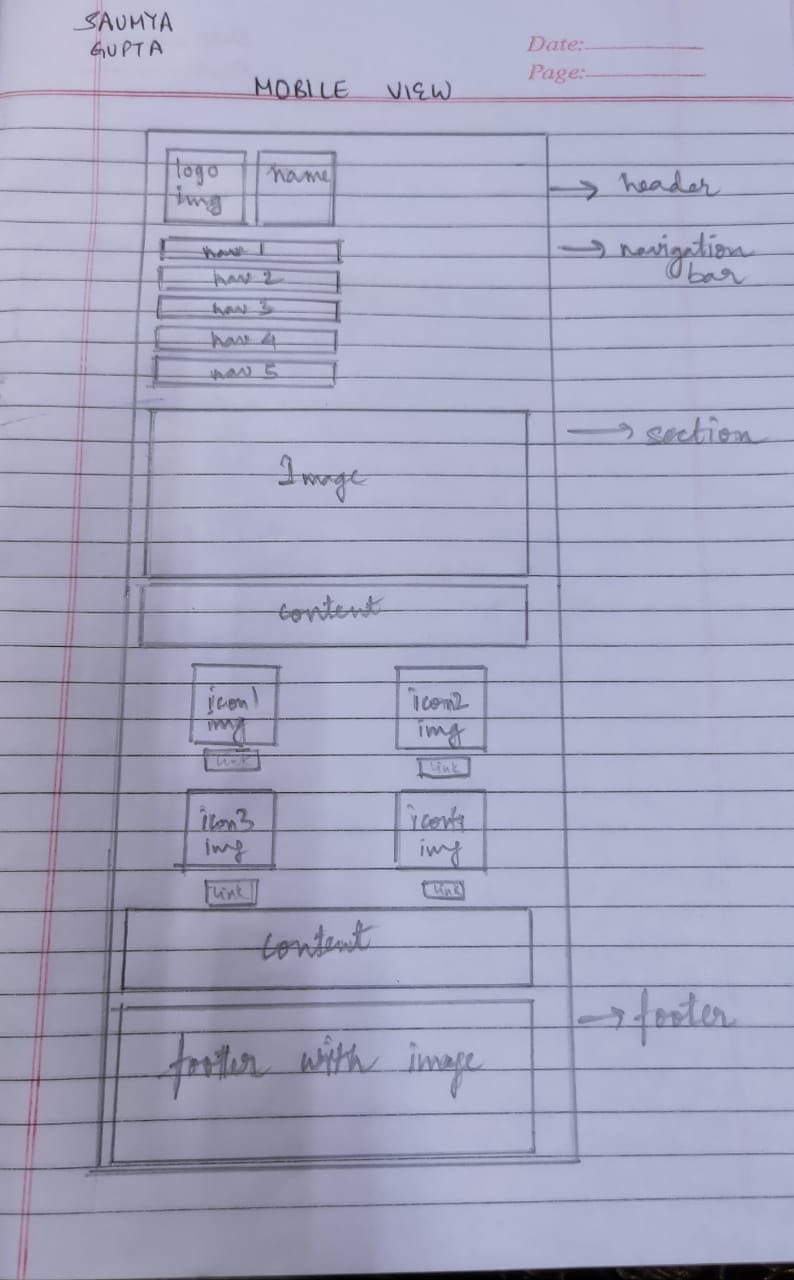 SAUMYA
GUPTA
Date:
Page:
MOBILE VIEW
logo
img
name
header
nav 1
navigation
bar
nav 2
nav 3
nav 4
nav 5
section
Image
content
icon1
img
icon2
img
Link
Link
icon3
img
icon4
img
Link
Link
content
footer
footer with image